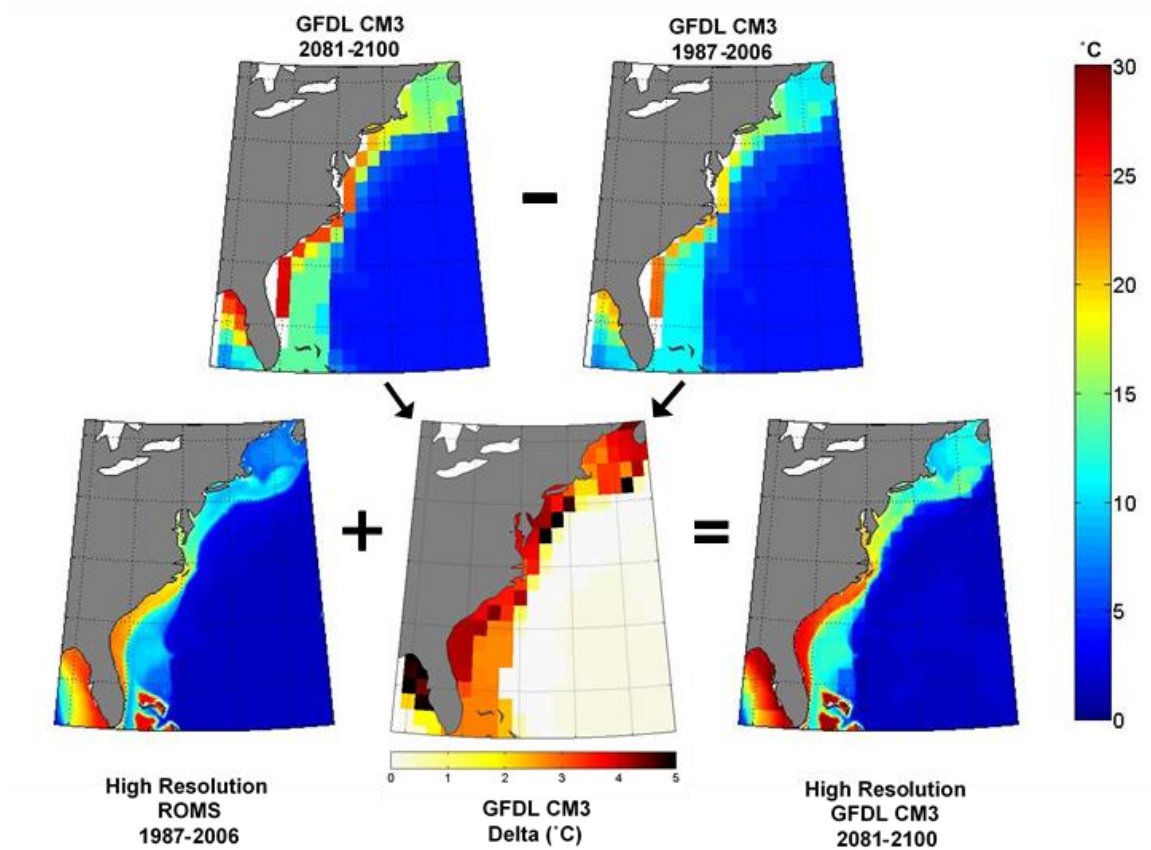 GFDL CM3
2081-2100
GFDL CM3
1987-2006
˚C
30
25
20
15
10
5
0
-
+
=
0 1 2 3 4 5
High Resolution
ROMS
1987-2006
GFDL CM3
Delta (˚C)
High Resolution
GFDL CM3
2081-2100